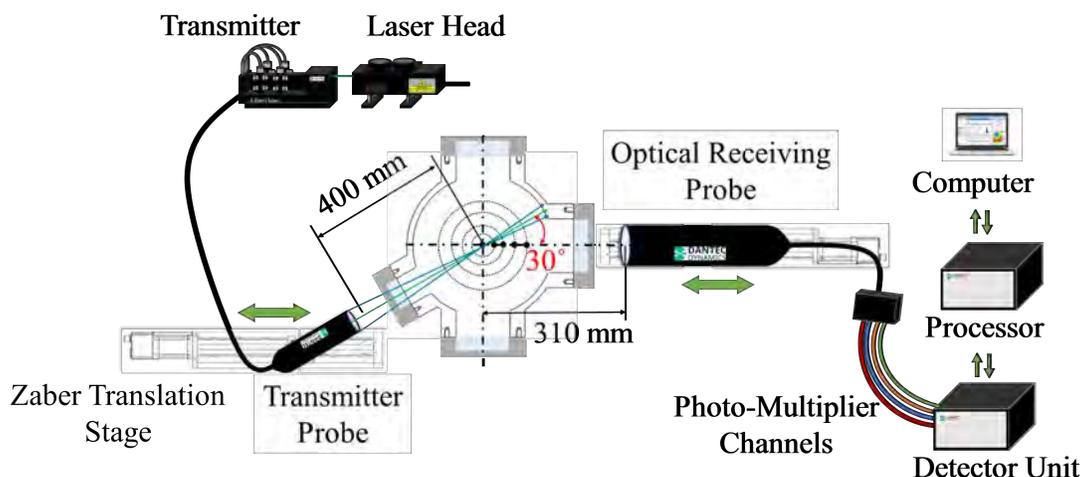 Transmitter
Laser Head
400 mm
Optical Receiving
Probe
Computer
30°
DANTEC
DYNAMICS
310 mm
Processor
Zaber Translation
Stage
Transmitter
Probe
Photo-Multiplier
Channels
Detector Unit